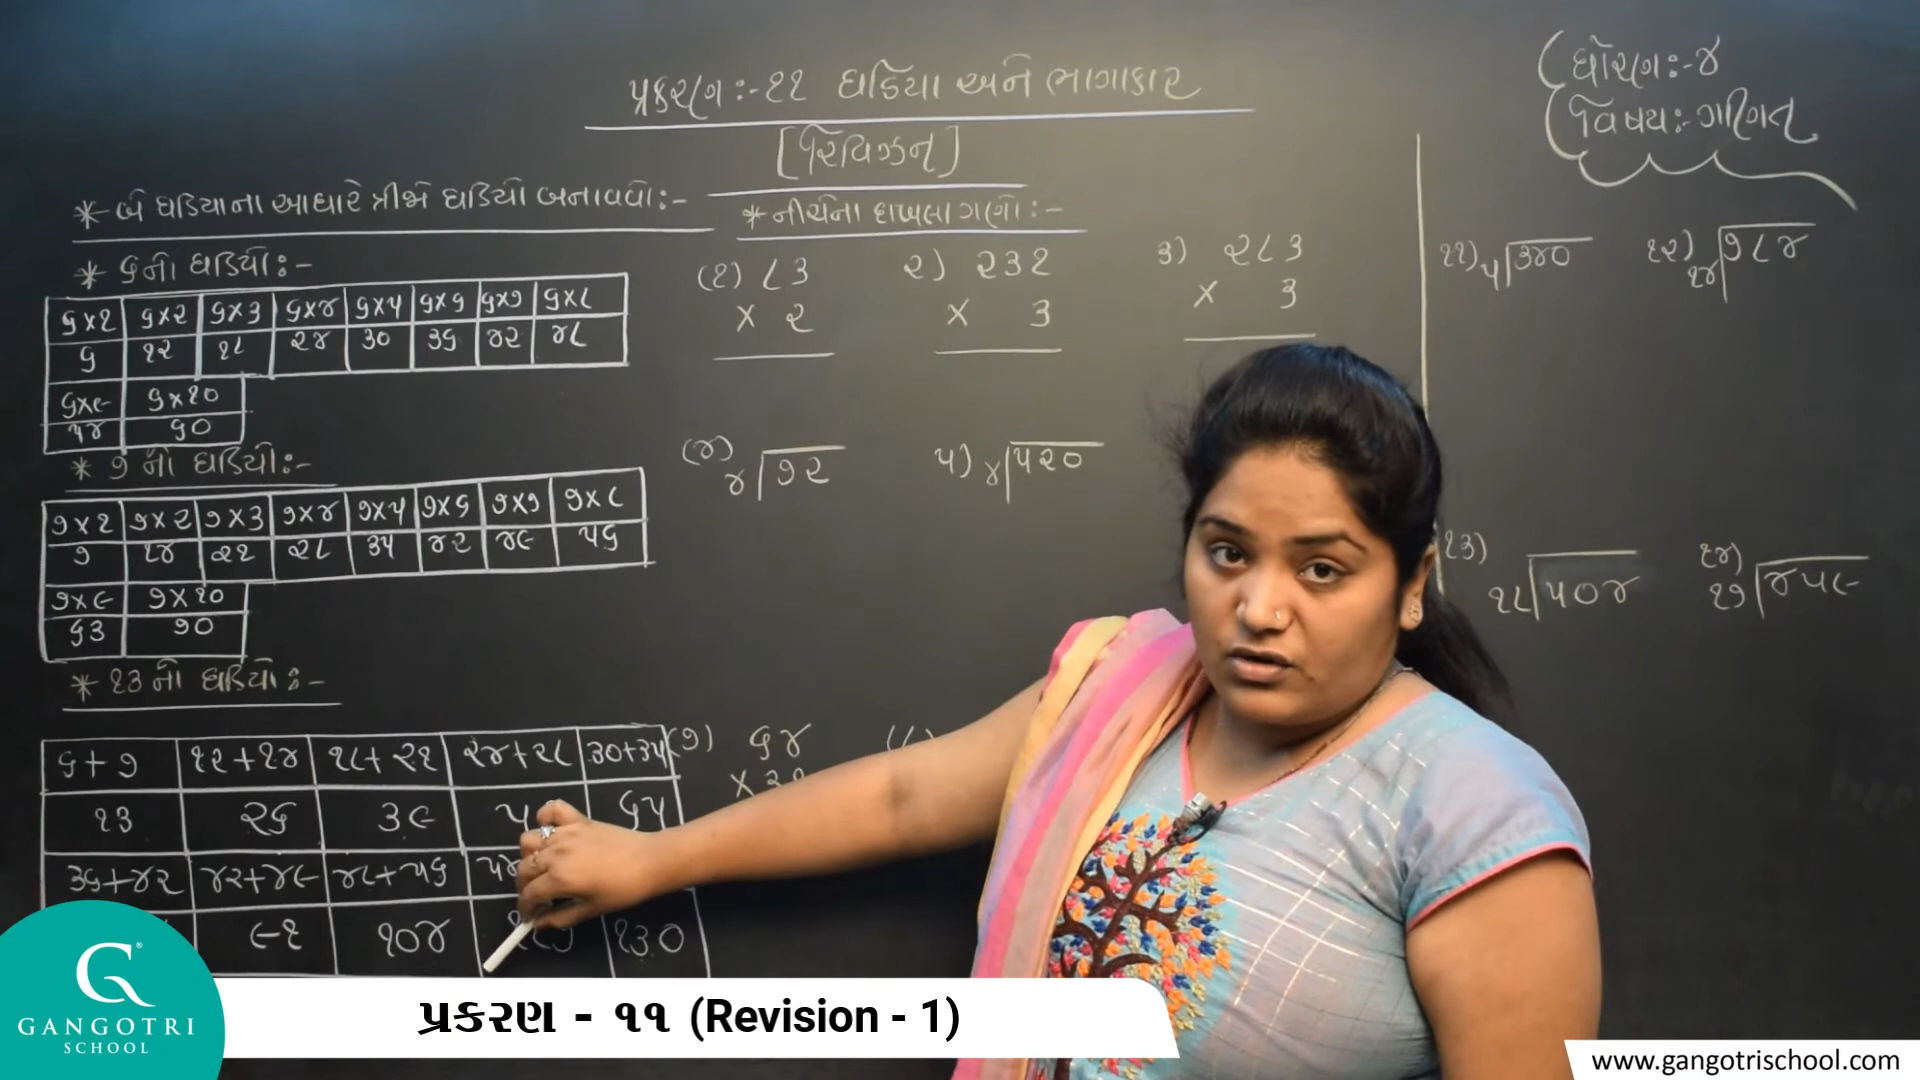 પ્રકરણ :- ૧૧ ઘડિયા અને ભાગાકાર
[રિવિઝન]
ધોરણ :- ૪
વિષય :- ગણિત
* બે ઘડિયાના આધારે ત્રીજો ઘડિયો બનાવવો :-
* ૬નો ઘડિયો :-
૬×૧ ૬×૨ ૬×૩ ૬×૪ ૬×૫ ૬×૬ ૬×૭ ૬×૮
૬ ૧૨ ૧૮ ૨૪ ૩૦ ૩૬ ૪૨ ૪૮
૬×૯ ૬×૧૦
૫૪ ૬૦
* ૭ નો ઘડિયો :-
૭×૧ ૭×૨ ૭×૩ ૭×૪ ૭×૫ ૭×૬ ૭×૭ ૭×૮
૭ ૧૪ ૨૧ ૨૮ ૩૫ ૪૨ ૪૯ ૫૬
૭×૯ ૭×૧૦
૬૩ ૭૦
* ૧૩ નો ઘડિયો :-
૬+૭ ૧૨+૧૪ ૧૮+૨૧ ૨૪+૨૮ ૩૦+૩૫
૧૩ ૨૬ ૩૯ ૬૫
૩૬+૪૨ ૪૨+૪૯ ૪૮+૫૬
૯૧ ૧૦૪ ૧૩૦
* નીચેના દાખલા ગણો :-
(૧) ૮૩
× ૨
૨) ૨૩૧
× ૩
૩) ૨૮૩
× ૩
(૪) ૪ ૭૨
૫) ૪ ૫૨૦
(૭) ૬૪
(૮)
૧૧) ૫ ૩૪૦
૧૨) ૧૪ ૭૮૪
૧૩) ૧૮ ૫૦૪
૧૪) ૧૭ ૪૫૯
G
GANGOTRI
SCHOOL
પ્રકરણ - ૧૧ (Revision - 1)
www.gangotrischool.com